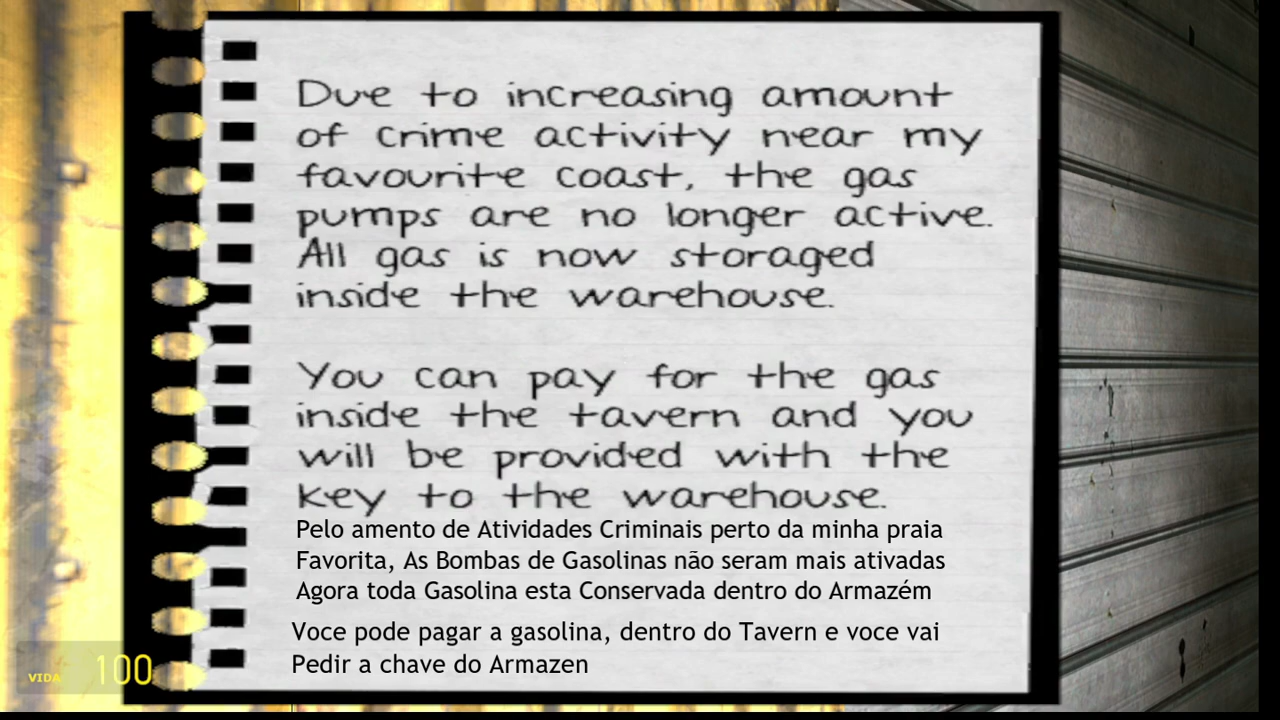 Due to increasing amount
of crime activity near my
favourite coast, the gas
pumps are no longer active.
All gas is now storaged
inside the warehouse.
You can pay for the gas
inside the tavern and you
will be provided with the
key to the warehouse.
Pelo amento de Atividades Criminais perto da minha praia
Favorita, As Bombas de Gasolinas não seram mais ativadas
Agora toda Gasolina esta Conservada dentro do Armazém
Voce pode pagar a gasolina, dentro do Tavern e voce vai
Pedir a chave do Armazen
VIDA 100